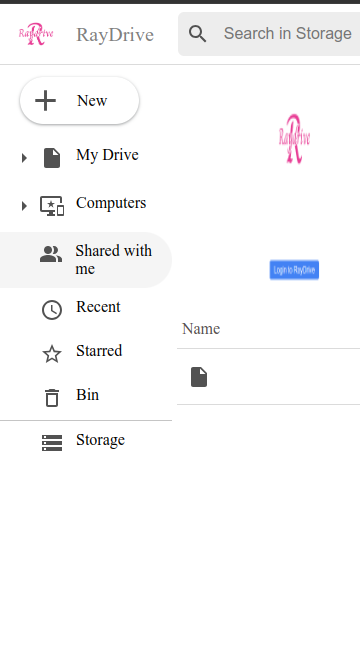 Raydrive
RayDrive
Search in Storage
New
My Drive
Computers
Shared with
me
Recent
Starred
Bin
Storage
Raydrive
Login to RayDrive
Name